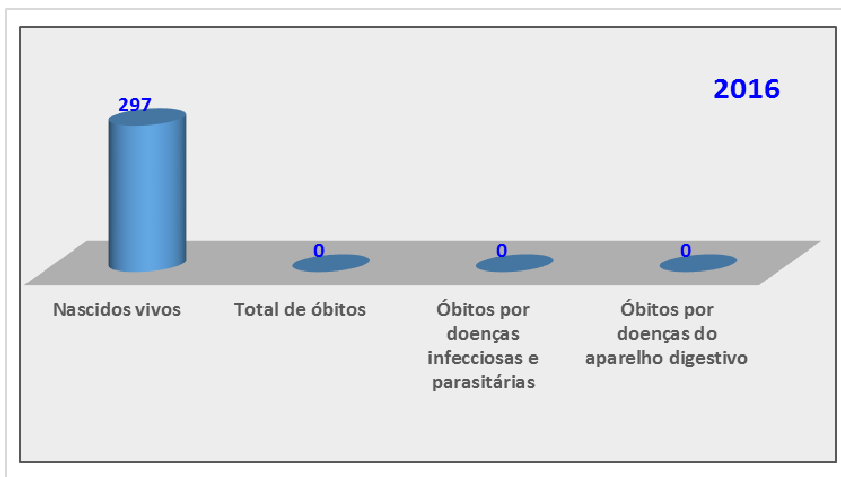 2016
297
0
0
0
Nascidos vivos
Total de óbitos
Óbitos por
doenças
infecciosas e
parasitárias
Óbitos por
doenças do
aparelho digestivo